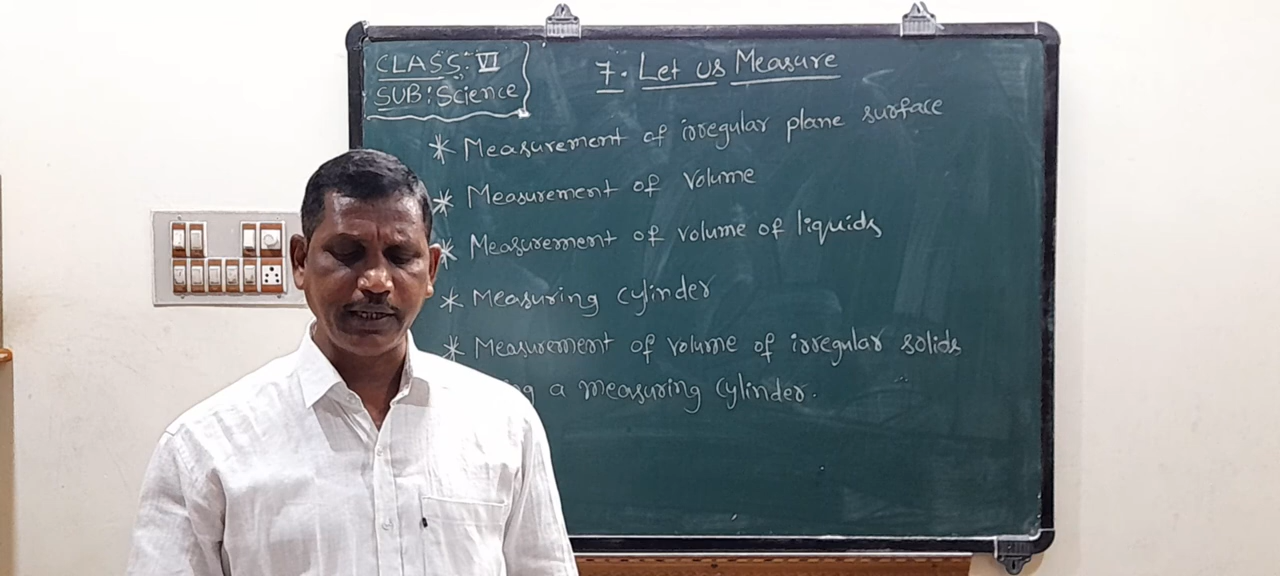 CLASS: VI
SUB: Science
7. Let us Measure
* Measurement of irregular plane surface
* Measurement of volume
* Measurement of volume of liquids
* Measuring cylinder
* Measurement of volume of irregular solids
a measuring cylinder.